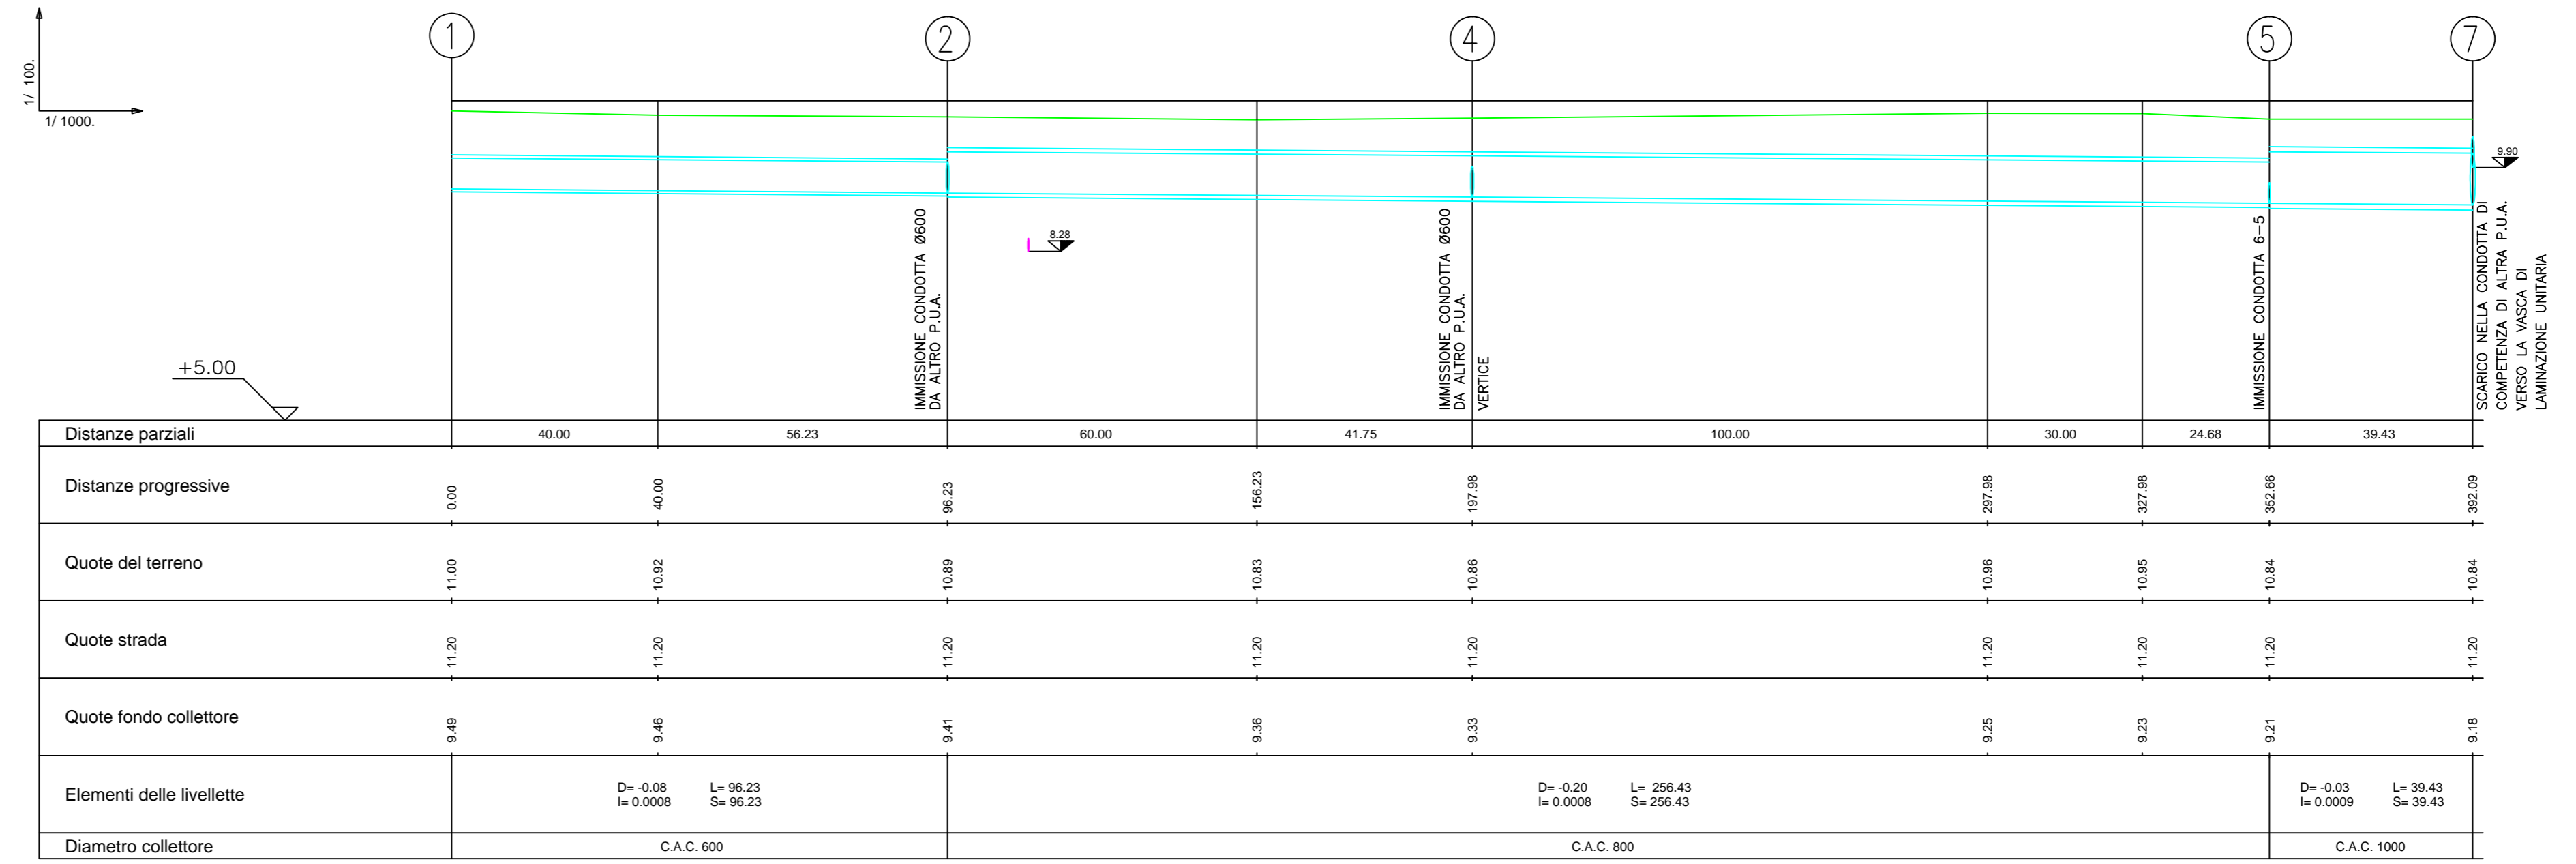 1
2
4
5
7
1/ 100.
1/ 1000.
9.90
8.28
+5.00
IMMISSIONE CONDOTTA Ø600
DA ALTRO P.U.A.
IMMISSIONE CONDOTTA Ø600
DA ALTRO P.U.A.
VERTICE
IMMISSIONE CONDOTTA 6-5
SCARICO NELLA CONDOTTA DI
COMPETENZA DI ALTRA P.U.A.
VERSO LA VASCA DI
LAMINAZIONE UNITARIA
Distanze parziali 40.00 56.23 60.00 41.75 100.00 30.00 24.68 39.43
Distanze progressive 0.00 40.00 96.23 156.23 197.98 297.98 327.98 352.66 392.09
Quote del terreno 11.00 10.92 10.89 10.83 10.86 10.96 10.95 10.84 10.84
Quote strada 11.20 11.20 11.20 11.20 11.20 11.20 11.20 11.20 11.20
Quote fondo collettore 9.49 9.46 9.41 9.36 9.33 9.25 9.23 9.21 9.18
Elementi delle livellette
D= -0.08 L= 96.23
I= 0.0008 S= 96.23
D= -0.20 L= 256.43
I= 0.0008 S= 256.43
D= -0.03 L= 39.43
I= 0.0009 S= 39.43
Diametro collettore C.A.C. 600 C.A.C. 800 C.A.C. 1000